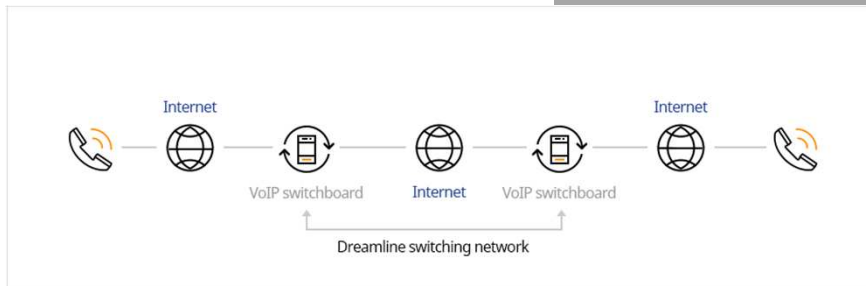 Internet
Internet
VoIP switchboard
Internet
VoIP switchboard
Dreamline switching network